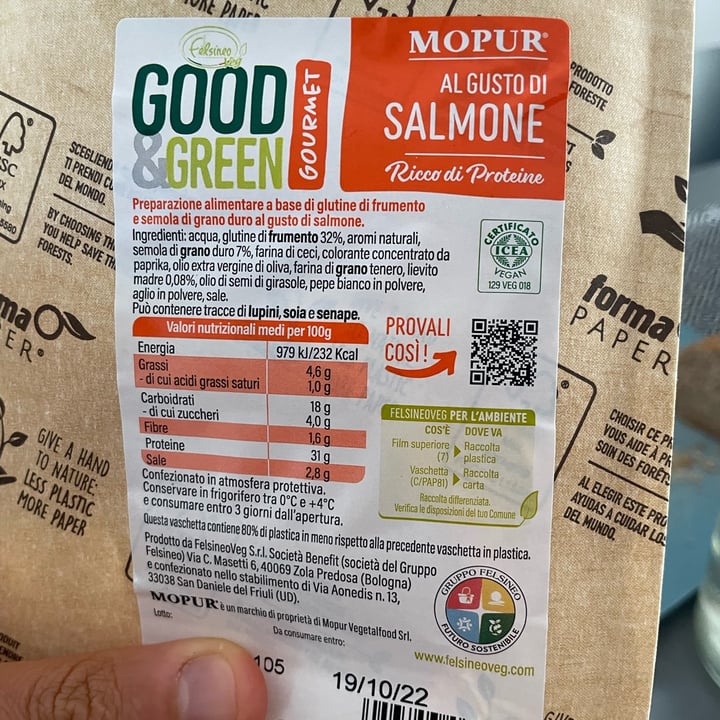 MORE PAPER
Felsineo
Veg
GOOD
&GREEN
GOURMET
MOPUR®
AL GUSTO DI
SALMONE
Ricco di Proteine
Preparazione alimentare a base di glutine di frumento
e semola di grano duro al gusto di salmone.
Ingredienti: acqua, glutine di frumento 32%, aromi naturali,
semola di grano duro 7%, farina di ceci, colorante concentrato da
paprika, olio extra vergine di oliva, farina di grano tenero, lievito
madre 0,08%, olio di semi di girasole, pepe bianco in polvere,
aglio in polvere, sale.
Può contenere tracce di lupini, soia e senape.
CERTIFICATO
ICEA
VEGAN
129 VEG 018
Valori nutrizionali medi per 100g
Energia 979 kJ/232 Kcal
Grassi 4,6 g
- di cui acidi grassi saturi 1,0 g
Carboidrati 18 g
- di cui zuccheri 4,0 g
Fibre 1,6 g
Proteine 31 g
Sale 2,8 g
PROVALI
COSÌ!
FELSINEOVEG PER L'AMBIENTE
COS'È DOVE VA
Film superiore (7) Raccolta plastica
Vaschetta (C/PAP81) Raccolta carta
Raccolta differenziata.
Verifica le disposizioni del tuo Comune
Confezionato in atmosfera protettiva.
Conservare in frigorifero tra 0°C e +4°C
e consumare entro 3 giorni dall'apertura.
Questa vaschetta contiene 80% di plastica in meno rispetto alla precedente vaschetta in plastica.
Prodotto da FelsineoVeg S.r.l. Società Benefit (società del Gruppo
Felsineo) Via C. Masetti 6, 40069 Zola Predosa (Bologna)
e confezionato nello stabilimento di Via Aonedis n. 13,
33038 San Daniele del Friuli (UD).
MOPUR® è un marchio di proprietà di Mopur Vegetalfood Srl.
Lotto:
Da consumare entro:
105
19/10/22
GRUPPO FELSINEO
FUTURO SOSTENIBILE
www.felsineoveg.com
SCEGLIEND
TI PRENDI CU
DEL MONDO.
BY CHOOSING TH
YOU HELP SAVE TH
FORESTS.
GIVE A HAND
TO NATURE:
LESS PLASTIC
MORE PAPER
PRODOTTO
FORESTE
forma
PAPER
CHOISIR CE PR
VOUS AIDE À PR
SOIN DES FORÊT
AL ELEGIR ESTE PRO
AYUDAS A CUIDAR LOS
DEL MUNDO.